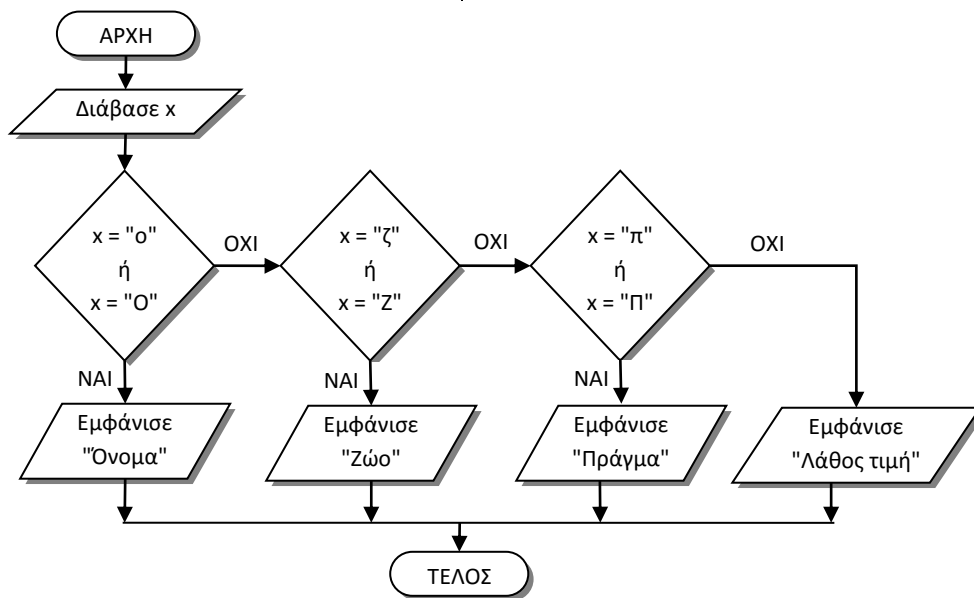 ΑΡΧΗ
Διάβασε x
x = "ο"
ή
x = "Ο"
ΟΧΙ
x = "ζ"
ή
x = "Ζ"
ΟΧΙ
x = "π"
ή
x = "Π"
ΟΧΙ
ΝΑΙ
ΝΑΙ
ΝΑΙ
Εμφάνισε
"Όνομα"
Εμφάνισε
"Ζώο"
Εμφάνισε
"Πράγμα"
Εμφάνισε
"Λάθος τιμή"
ΤΕΛΟΣ